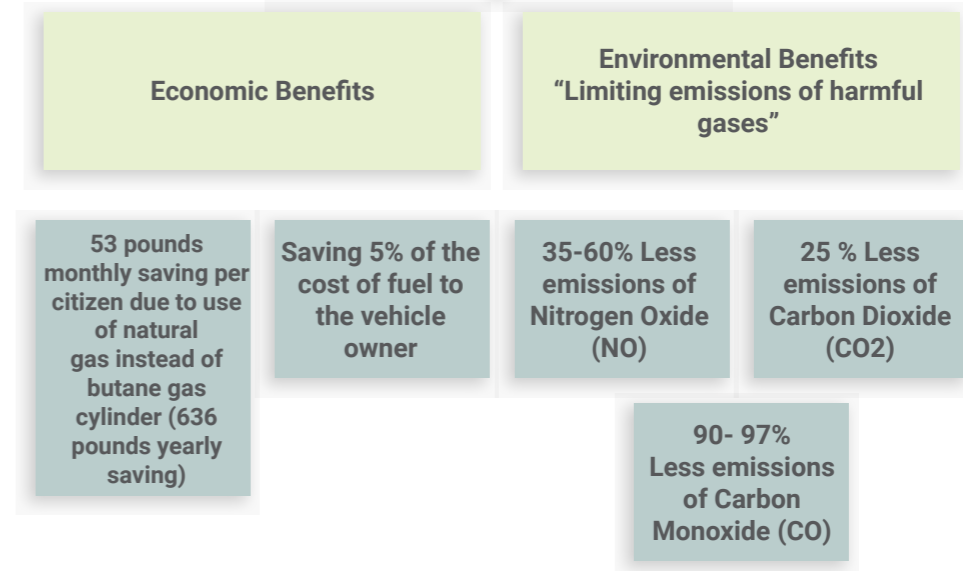 Economic Benefits
Environmental Benefits
“Limiting emissions of harmful
gases”
53 pounds
monthly saving per
citizen due to use
of natural
gas instead of
butane gas
cylinder (636
pounds yearly
saving)
Saving 5% of the
cost of fuel to
the vehicle
owner
35-60% Less
emissions of
Nitrogen Oxide
(NO)
25 % Less
emissions of
Carbon Dioxide
(CO2)
90- 97%
Less emissions
of Carbon
Monoxide (CO)